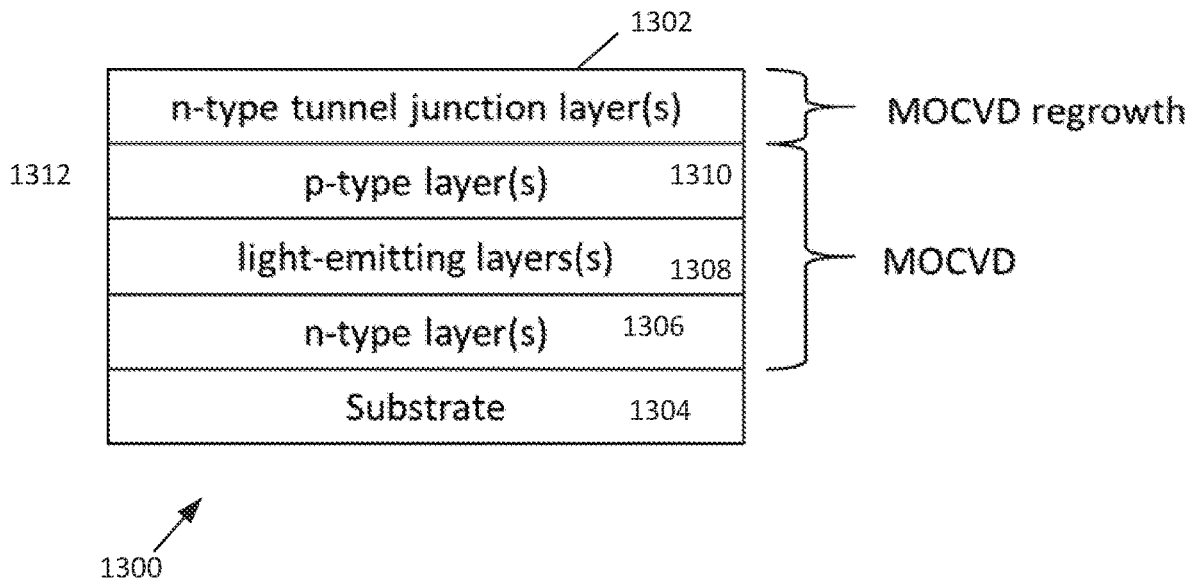 1302
n-type tunnel junction layer(s)
MOCVD regrowth
1312
p-type layer(s)
1310
light-emitting layers(s)
1308
MOCVD
n-type layer(s)
1306
Substrate
1304
1300